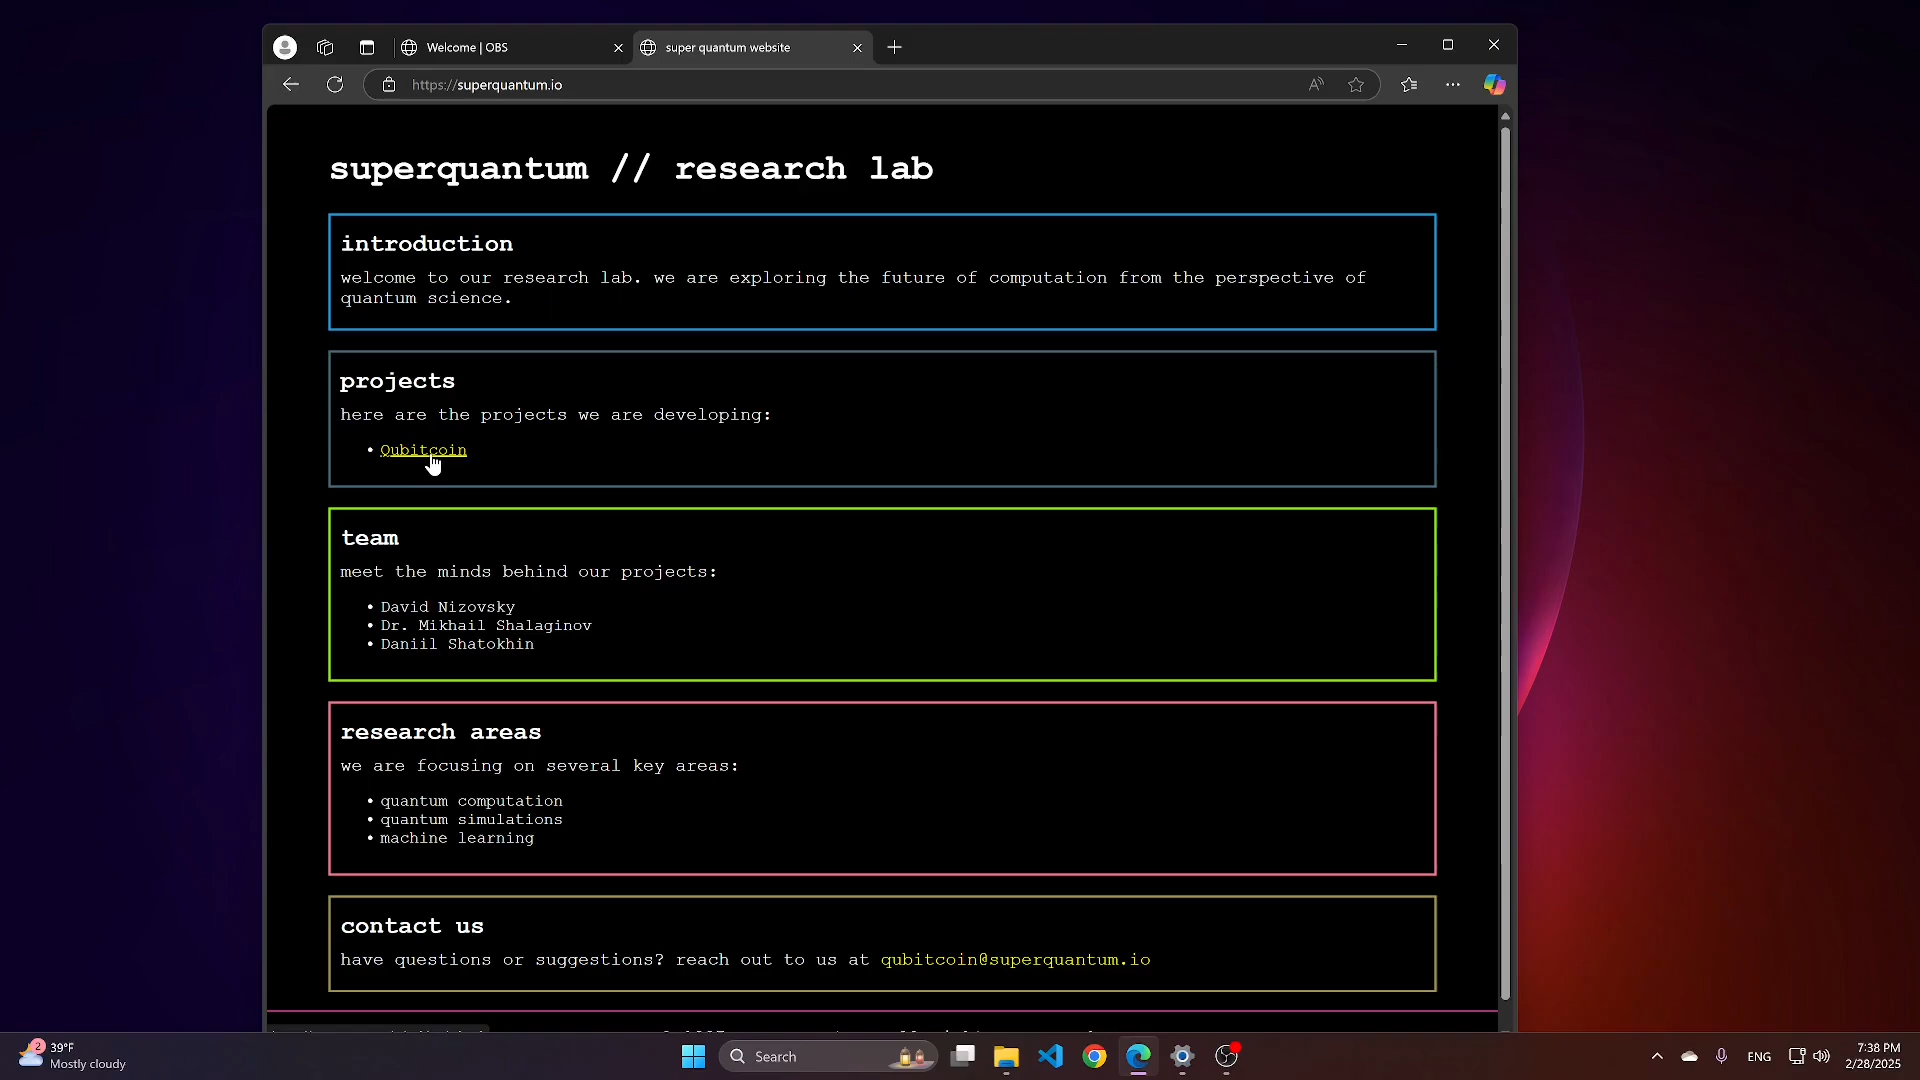 Welcome | OBS
super quantum website
https://superquantum.io
superquantum // research lab
introduction
welcome to our research lab. we are exploring the future of computation from the perspective of
quantum science.
projects
here are the projects we are developing:
• Qubitcoin
team
meet the minds behind our projects:
• David Nizovsky
• Dr. Mikhail Shalaginov
• Daniil Shatokhin
research areas
we are focusing on several key areas:
• quantum computation
• quantum simulations
• machine learning
contact us
have questions or suggestions? reach out to us at qubitcoin@superquantum.io
2
39°F
Mostly cloudy
Search
ENG
7:38 PM
2/28/2025